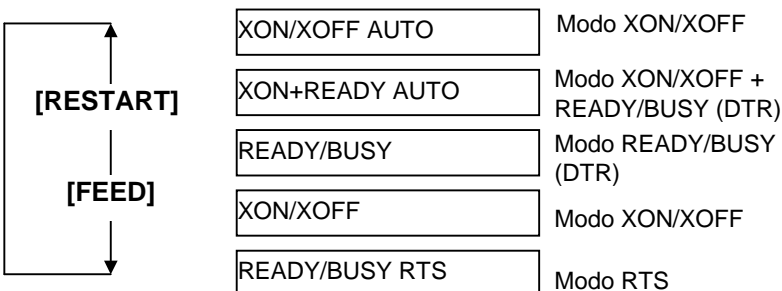 XON/XOFF AUTO
Modo XON/XOFF
[RESTART]
XON+READY AUTO
Modo XON/XOFF +
READY/BUSY (DTR)
READY/BUSY
Modo READY/BUSY
(DTR)
[FEED]
XON/XOFF
Modo XON/XOFF
READY/BUSY RTS
Modo RTS